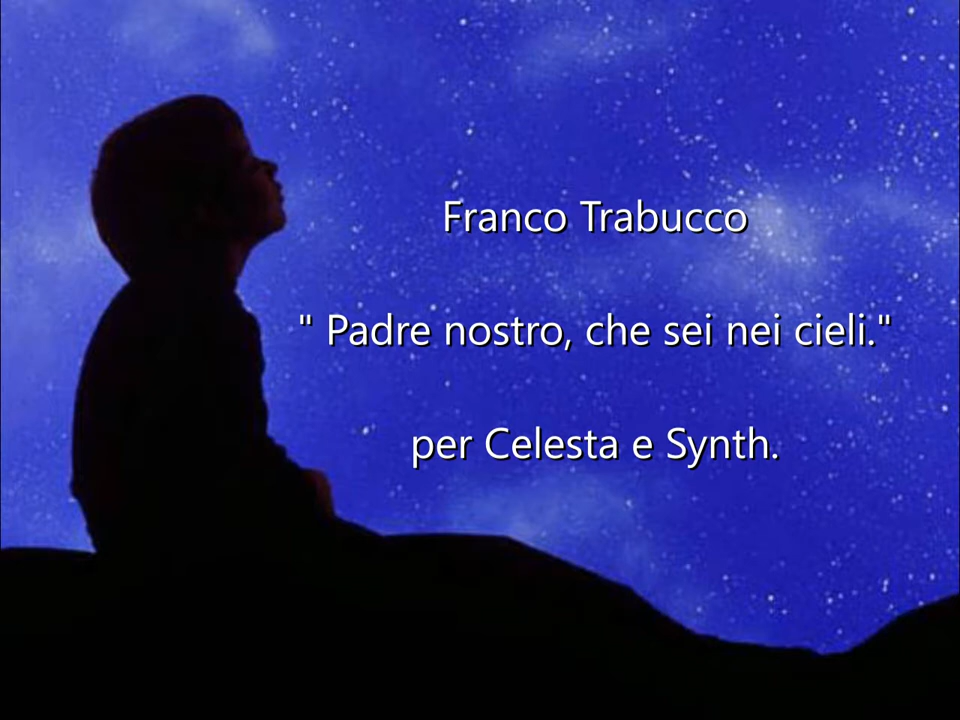 Franco Trabucco
" Padre nostro, che sei nei cieli."
per Celesta e Synth.